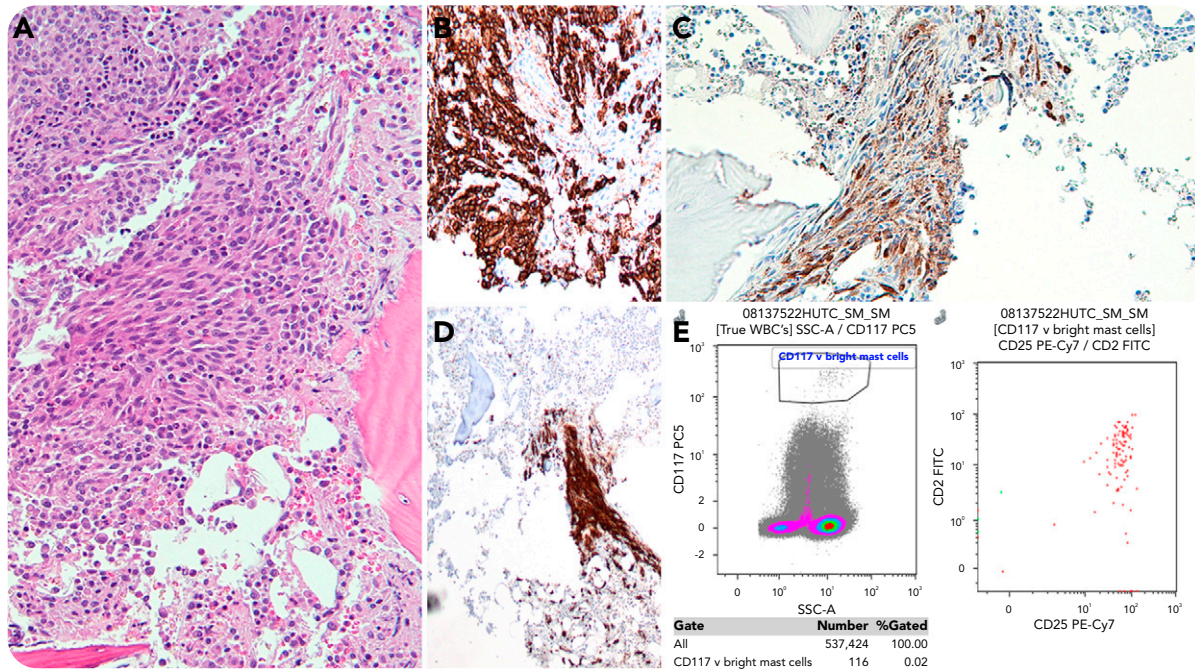 A
B
C
D
E
08137522HUTC_SM_SM
[True WBC's] SSC-A / CD117 PC5
CD117 v bright mast cells
10³
10²
10¹
2
0
-2
CD117 PC5
0
10⁰
10¹
10²
10³
SSC-A
08137522HUTC_SM_SM
[CD117 v bright mast cells]
CD25 PE-Cy7 / CD2 FITC
10³
10²
10¹
10⁰
0
CD2 FITC
0
10¹
10²
10³
CD25 PE-Cy7
Gate Number %Gated
All 537,424 100.00
CD117 v bright mast cells 116 0.02